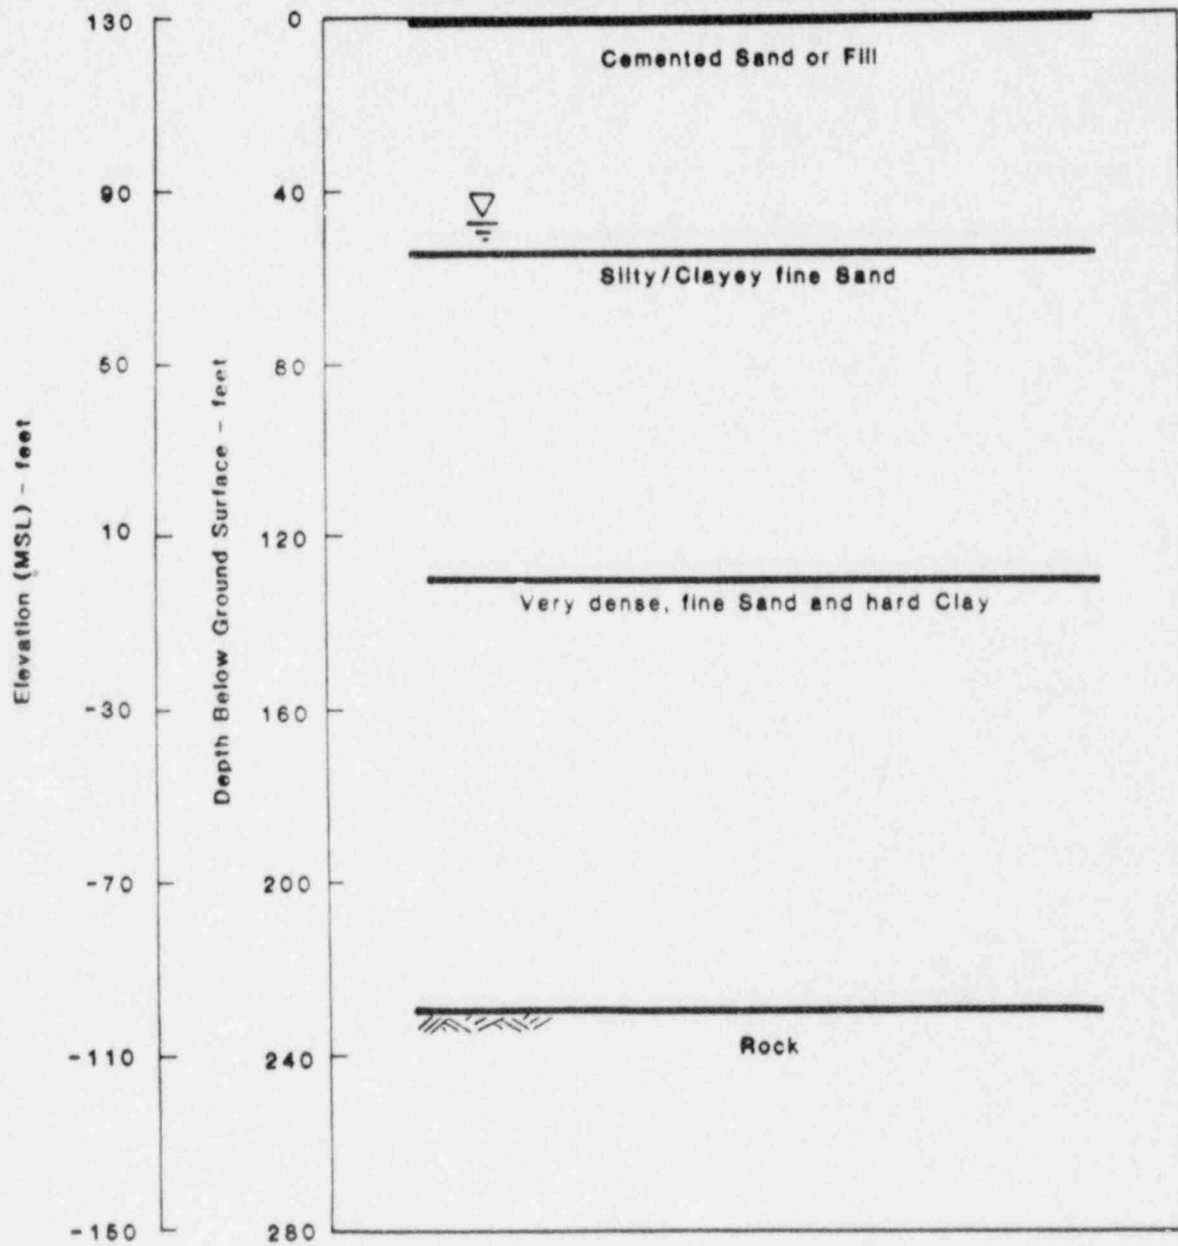 130
0
Cemented Sand or Fill
90
40
Silty/Clayey fine Sand
50
80
Elevation (MSL) - feet
Depth Below Ground Surface - feet
10
120
Very dense, fine Sand and hard Clay
-30
160
-70
200
-110
240
Rock
-150
280